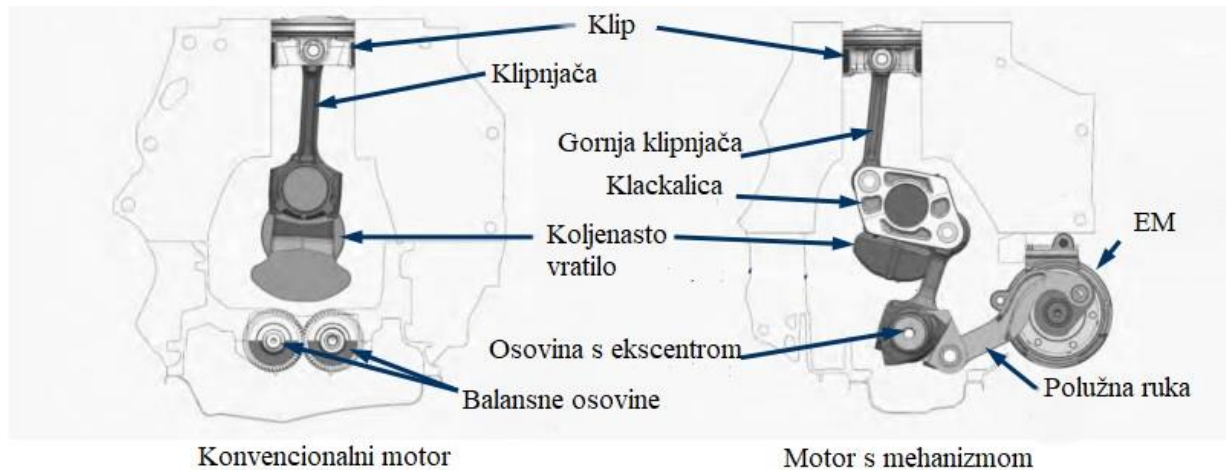 Klip
Klipnjača
Gornja klipnjača
Klackalica
Koljenasto
vratilo
EM
Osovina s ekscentrom
Polužna ruka
Balansne osovine
Konvencionalni motor
Motor s mehanizmom